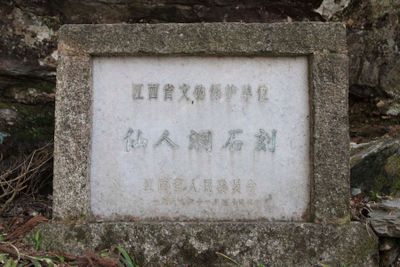 江西省文物保护单位
仙人洞石刻
江西省人民委员会